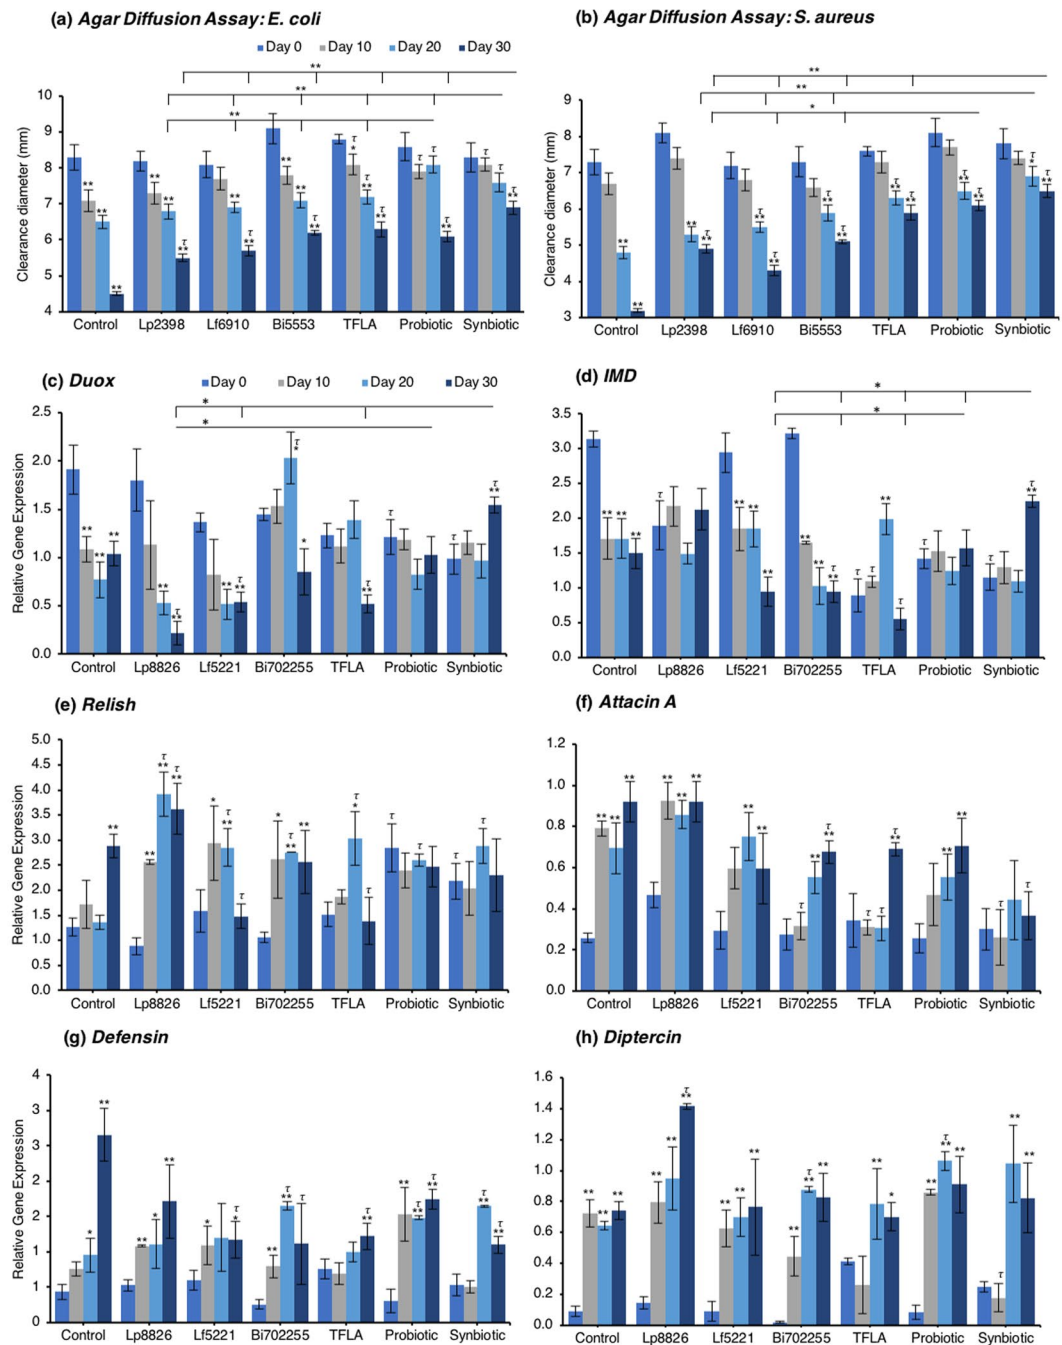 (a) Agar Diffusion Assay: E. coli
Day 0 Day 10 Day 20 Day 30
Clearance diameter (mm)
10
9
8
7
6
5
4
Control Lp2398 Lf6910 Bi5553 TFLA Probiotic Synbiotic
(b) Agar Diffusion Assay: S. aureus
Clearance diameter (mm)
9
8
7
6
5
4
3
Control Lp2398 Lf6910 Bi5553 TFLA Probiotic Synbiotic
(c) Duox
Day 0 Day 10 Day 20 Day 30
Relative Gene Expression
2.5
2.0
1.5
1.0
0.5
0.0
Control Lp8826 Lf5221 Bi702255 TFLA Probiotic Synbiotic
(d) IMD
3.5
3.0
2.5
2.0
1.5
1.0
0.5
0.0
Control Lp8826 Lf5221 Bi702255 TFLA Probiotic Synbiotic
(e) Relish
Relative Gene Expression
5.0
4.5
4.0
3.5
3.0
2.5
1.5
1.0
0.5
0.0
Control Lp8826 Lf5221 Bi702255 TFLA Probiotic Synbiotic
(f) Attacin A
1.2
1.0
0.8
0.6
0.4
0.2
0.0
Control Lp8826 Lf5221 Bi702255 TFLA Probiotic Synbiotic
(g) Defensin
Relative Gene Expression
4
3
3
2
2
1
1
0
Control Lp8826 Lf5221 Bi702255 TFLA Probiotic Synbiotic
(h) Diptercin
1.6
1.4
1.2
1.0
0.8
0.6
0.4
0.2
0.0
Control Lp8826 Lf5221 Bi702255 TFLA Probiotic Synbiotic